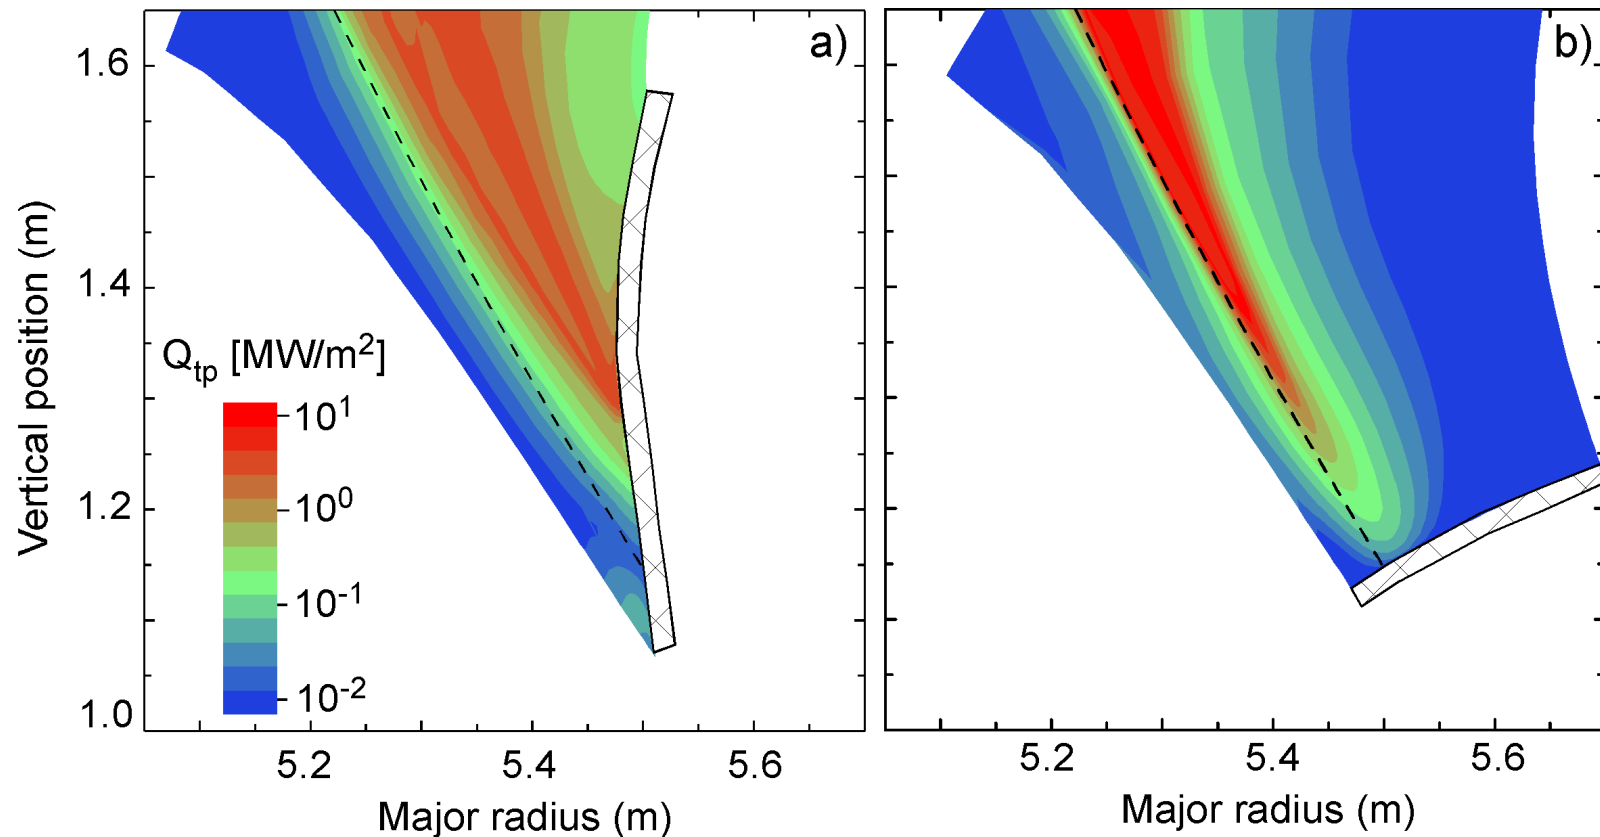 a)
b)
1.6
1.4
1.2
1.0
Vertical position (m)
Qtp [MW/m²]
10¹
10⁰
10⁻¹
10⁻²
5.2 5.4 5.6
Major radius (m)
5.2 5.4 5.6
Major radius (m)